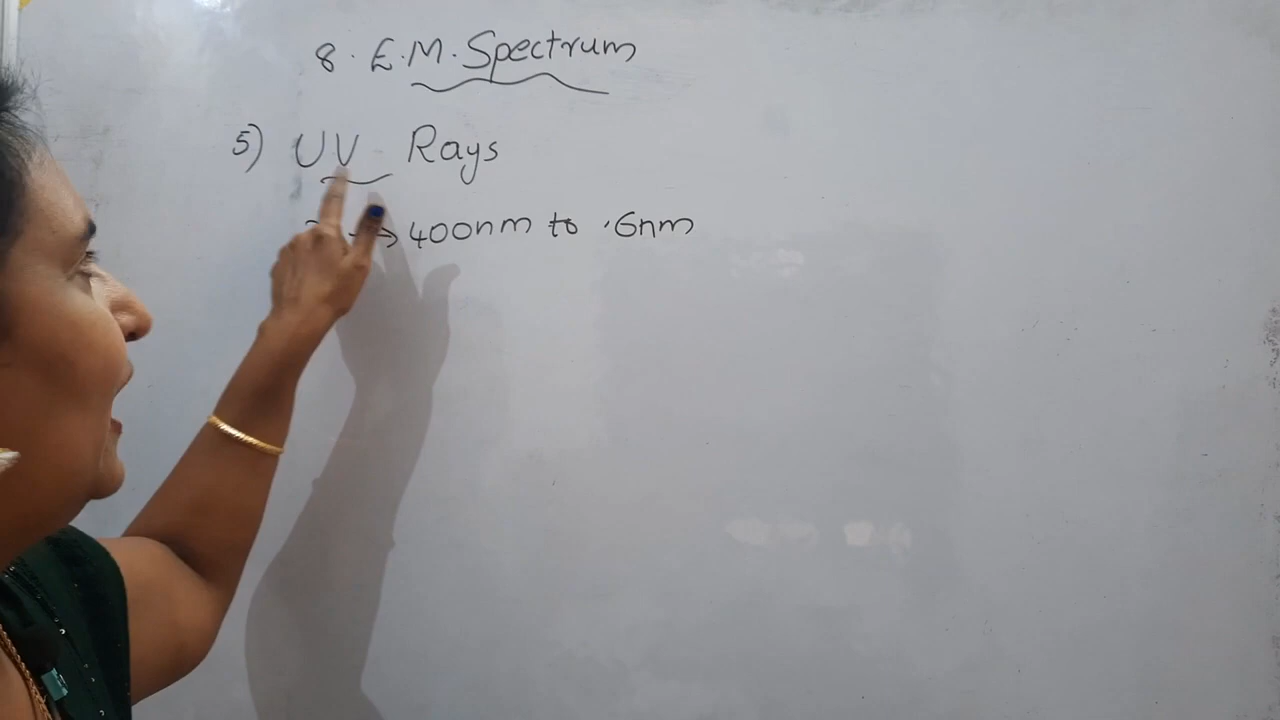 8. E.M. Spectrum
5) UV Rays
→ 400nm to .6nm